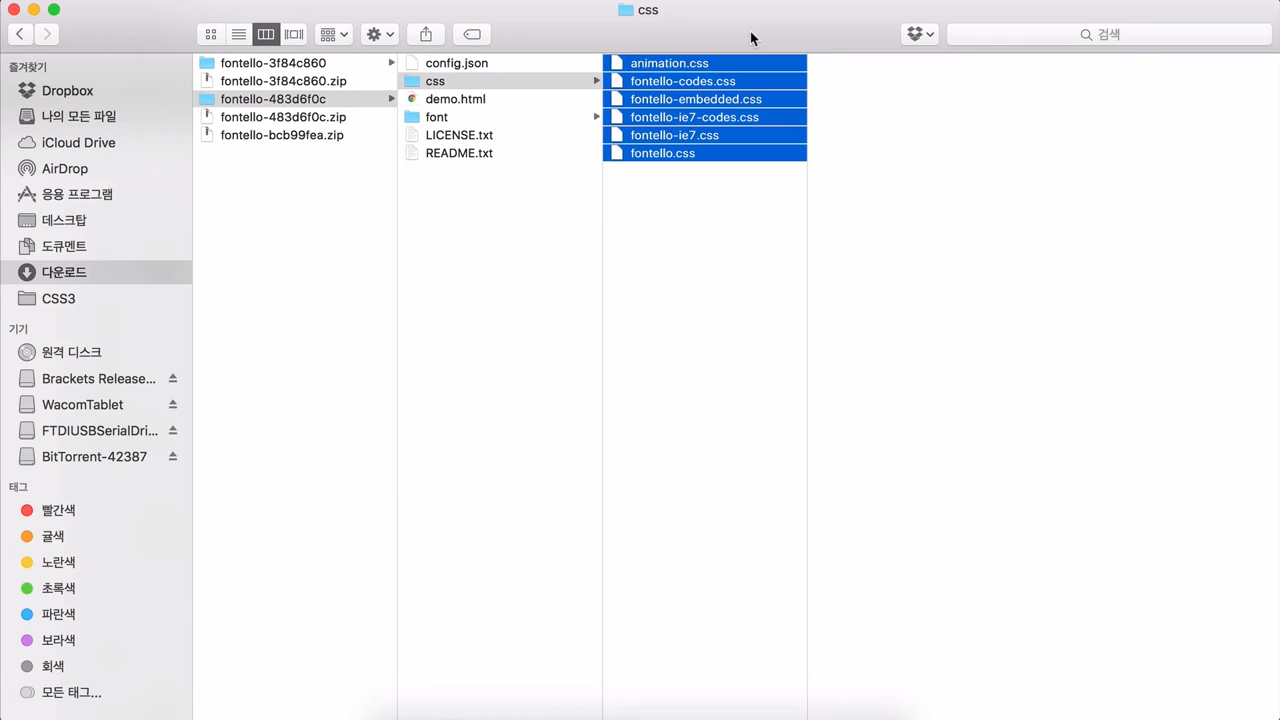 css
검색
즐겨찾기
Dropbox
나의 모든 파일
iCloud Drive
AirDrop
응용 프로그램
데스크탑
도큐멘트
다운로드
CSS3
기기
원격 디스크
Brackets Release...
WacomTablet
FTDIUSBSerialDri...
BitTorrent-42387
태그
빨간색
귤색
노란색
초록색
파란색
보라색
회색
모든 태그...
fontello-3f84c860
fontello-3f84c860.zip
fontello-483d6f0c
fontello-483d6f0c.zip
fontello-bcb99fea.zip
config.json
css
demo.html
font
LICENSE.txt
README.txt
animation.css
fontello-codes.css
fontello-embedded.css
fontello-ie7-codes.css
fontello-ie7.css
fontello.css